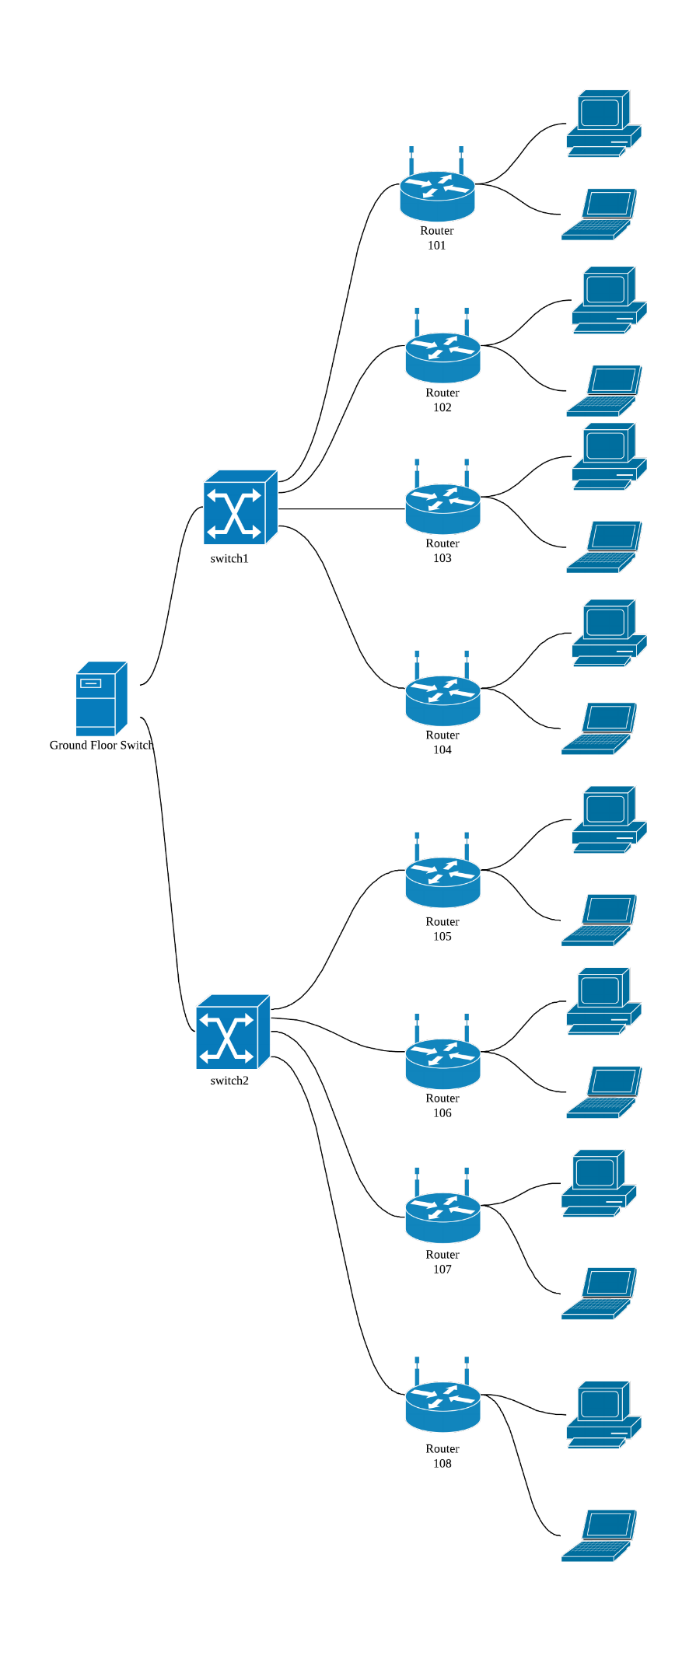 Router
101
Router
102
Router
103
switch1
Router
104
Ground Floor Switch
Router
105
switch2
Router
106
Router
107
Router
108